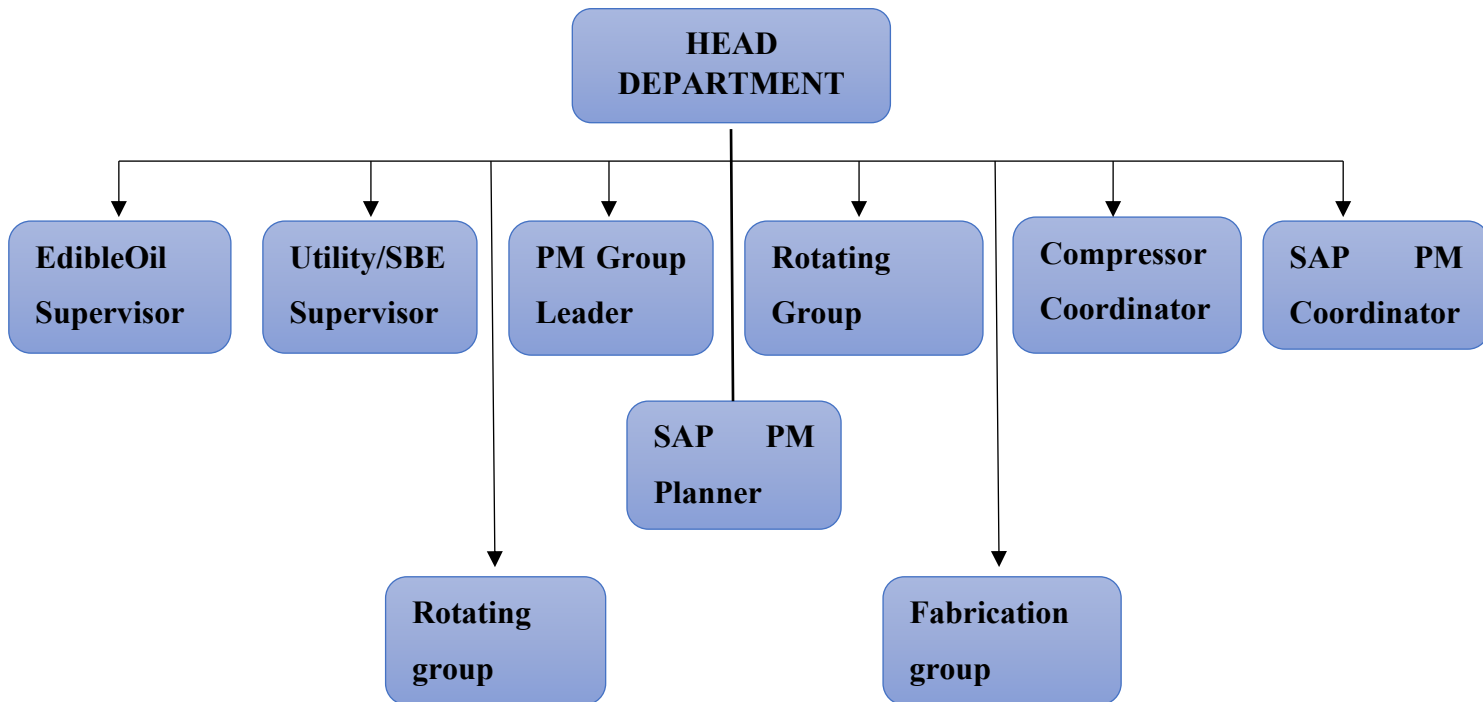 HEAD
DEPARTMENT
EdibleOil
Supervisor
Utility/SBE
Supervisor
PM Group
Leader
Rotating
Group
Compressor
Coordinator
SAP PM
Coordinator
SAP PM
Planner
Rotating
group
Fabrication
group